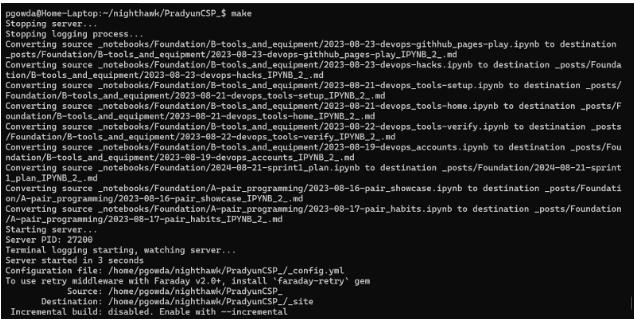 pgowda@Home-Laptop:~/nighthawk/PradyunCSP_$ make
Stopping server...
Stopping logging process...
Converting source _notebooks/Foundation/B-tools_and_equipment/2023-08-23-devops-githhub_pages-play.ipynb to destination
_posts/Foundation/B-tools_and_equipment/2023-08-23-devops-githhub_pages-play_IPYNB_2_.md
Converting source _notebooks/Foundation/B-tools_and_equipment/2023-08-23-devops-hacks.ipynb to destination _posts/Founda
tion/B-tools_and_equipment/2023-08-23-devops-hacks_IPYNB_2_.md
Converting source _notebooks/Foundation/B-tools_and_equipment/2023-08-21-devops_tools-setup.ipynb to destination _posts/
Foundation/B-tools_and_equipment/2023-08-21-devops_tools-setup_IPYNB_2_.md
Converting source _notebooks/Foundation/B-tools_and_equipment/2023-08-21-devops_tools-home.ipynb to destination _posts/F
oundation/B-tools_and_equipment/2023-08-21-devops_tools-home_IPYNB_2_.md
Converting source _notebooks/Foundation/B-tools_and_equipment/2023-08-22-devops_tools-verify.ipynb to destination _posts
/Foundation/B-tools_and_equipment/2023-08-22-devops_tools-verify_IPYNB_2_.md
Converting source _notebooks/Foundation/B-tools_and_equipment/2023-08-19-devops_accounts.ipynb to destination _posts/Fou
ndation/B-tools_and_equipment/2023-08-19-devops_accounts_IPYNB_2_.md
Converting source _notebooks/Foundation/2024-08-21-sprint1_plan.ipynb to destination _posts/Foundation/2024-08-21-sprint
1_plan_IPYNB_2_.md
Converting source _notebooks/Foundation/A-pair_programming/2023-08-16-pair_showcase.ipynb to destination _posts/Foundati
on/A-pair_programming/2023-08-16-pair_showcase_IPYNB_2_.md
Converting source _notebooks/Foundation/A-pair_programming/2023-08-17-pair_habits.ipynb to destination _posts/Foundation
/A-pair_programming/2023-08-17-pair_habits_IPYNB_2_.md
Starting server...
Server PID: 27200
Terminal logging starting, watching server...
Server started in 3 seconds
Configuration file: /home/pgowda/nighthawk/PradyunCSP_/_config.yml
To use retry middleware with Faraday v2.0+, install `faraday-retry` gem
Source: /home/pgowda/nighthawk/PradyunCSP_
Destination: /home/pgowda/nighthawk/PradyunCSP_/_site
Incremental build: disabled. Enable with --incremental